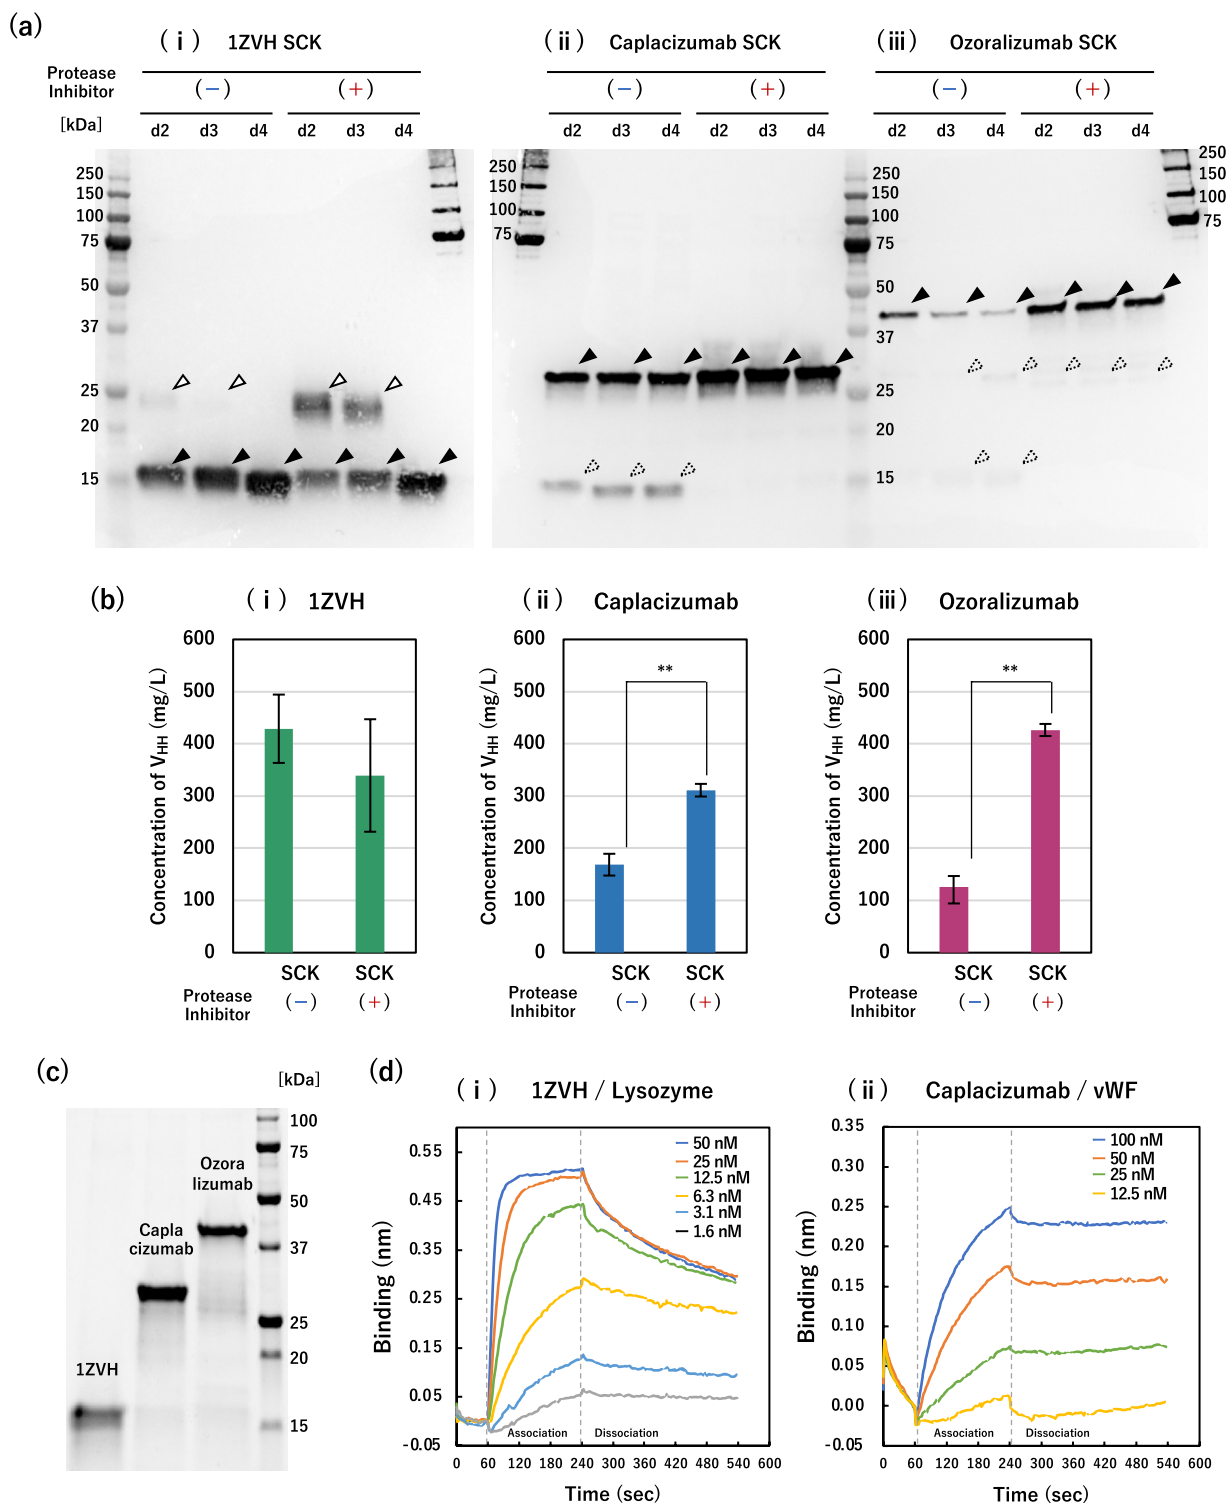 (a)
( i ) 1ZVH SCK
( ii ) Caplacizumab SCK
(iii) Ozoralizumab SCK
Protease
Inhibitor
(−) (+) (−) (+) (−) (+)
[kDa]
d2 d3 d4 d2 d3 d4 d2 d3 d4 d2 d3 d4 d2 d3 d4 d2 d3 d4
250
150
100
75
50
37
25
20
15
250
150
100
75
250
150
100
75
50
37
25
20
15
250
150
100
75
(b)
( i ) 1ZVH
Concentration of VHH (mg/L)
600
500
400
300
200
100
0
SCK SCK
Protease
Inhibitor
(−) (+)
( ii ) Caplacizumab
Concentration of VHH (mg/L)
600
500
400
300
200
100
0
**
SCK SCK
Protease
Inhibitor
(−) (+)
(iii) Ozoralizumab
Concentration of VHH (mg/L)
600
500
400
300
200
100
0
**
SCK SCK
Protease
Inhibitor
(−) (+)
(c)
[kDa]
1ZVH
Capla
cizumab
Ozora
lizumab
100
75
50
37
25
20
15
(d)
( i ) 1ZVH / Lysozyme
Binding (nm)
0.55
0.45
0.35
0.25
0.15
0.05
-0.05
50 nM
25 nM
12.5 nM
6.3 nM
3.1 nM
1.6 nM
Association Dissociation
0 60 120 180 240 300 360 420 480 540 600
Time (sec)
( ii ) Caplacizumab / vWF
Binding (nm)
0.35
0.30
0.25
0.20
0.15
0.10
0.05
0.00
-0.05
100 nM
50 nM
25 nM
12.5 nM
Association Dissociation
0 60 120 180 240 300 360 420 480 540 600
Time (sec)